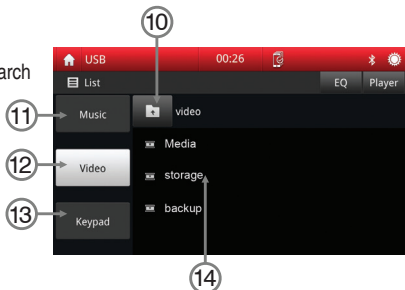 10
arch
USB 00:26
List EQ Player
11 Music video
Media
12 Video storage
backup
13 Keypad
14